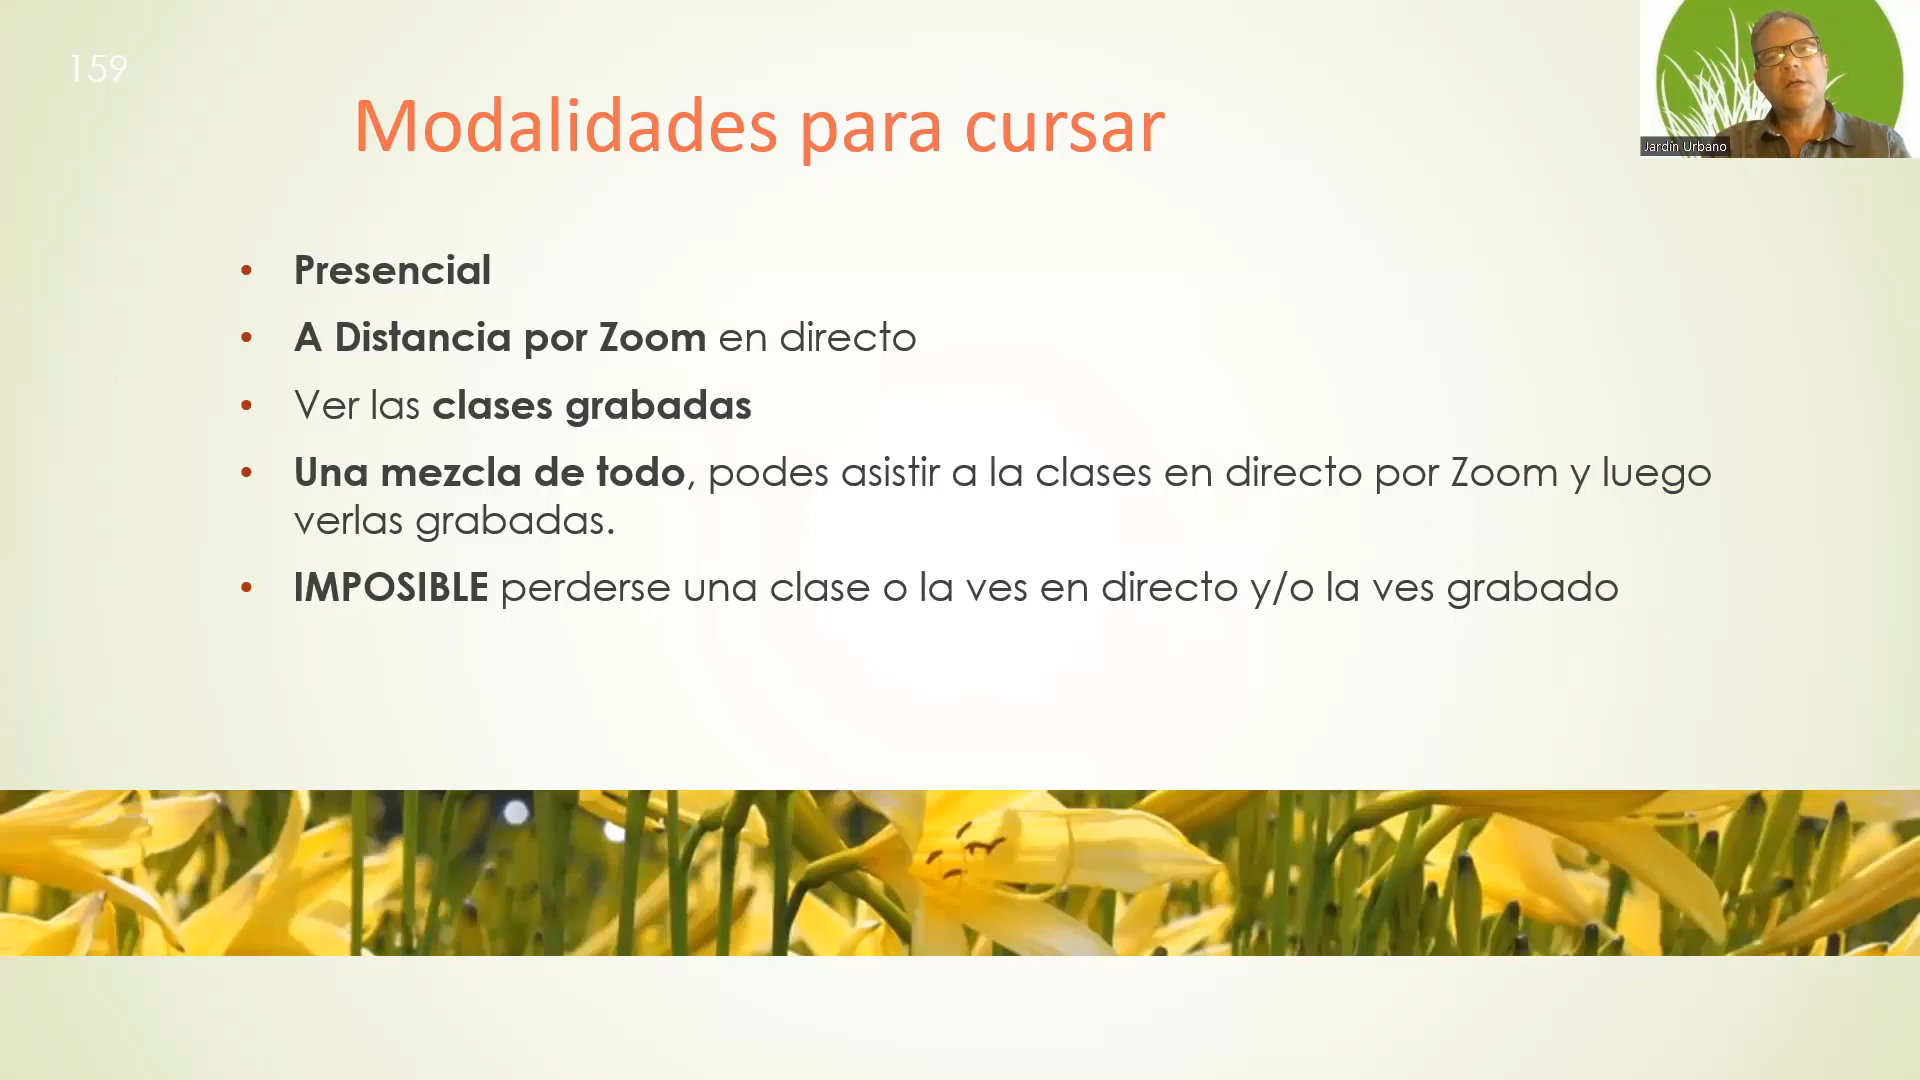 159
Modalidades para cursar
Jardín Urbano
• Presencial
• A Distancia por Zoom en directo
• Ver las clases grabadas
• Una mezcla de todo, podes asistir a la clases en directo por Zoom y luego
verlas grabadas.
• IMPOSIBLE perderse una clase o la ves en directo y/o la ves grabado